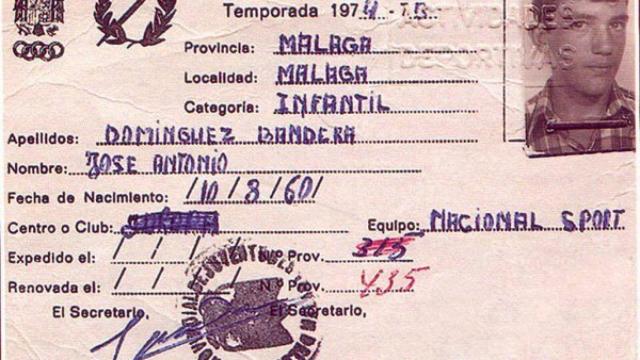 Temporada 1974-75
ACTIVIDADES
DEPORTIVAS
Provincia: MALAGA
Localidad: MALAGA
Categoría: INFANTIL
Apellidos: DOMINGUEZ BANDERA
Nombre: JOSE ANTONIO
Fecha de Nacimiento: /10/8/60/
Centro o Club: Equipo: NACIONAL SPORT
Expedido el: / / / Nº Prov. 315
Renovada el: / / / Nº Prov. 435
El Secretario, El Secretario,